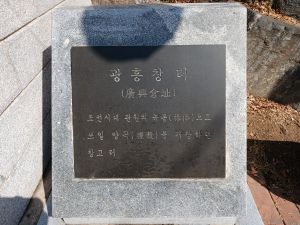 광흥창 터
(廣興倉址)
조선시대 관원의 녹봉(祿俸)으로
쓰일 양곡(糧穀)을 저장하던
창고 터